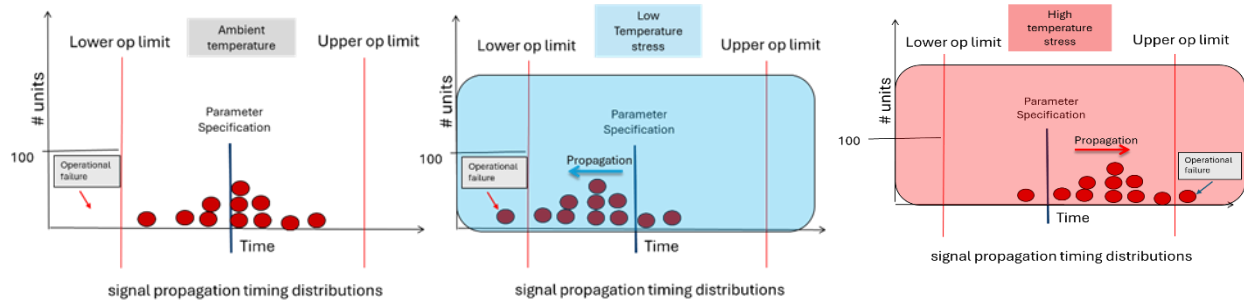 Ambient
temperature
Lower op limit
Upper op limit
# units
Parameter
Specification
100
Operational
failure
Time
signal propagation timing distributions
Low
Temperature
stress
Lower op limit
Upper op limit
# units
Parameter
Specification
100
Propagation
Operational
failure
Time
signal propagation timing distributions
High
temperature
stress
Lower op limit
Upper op limit
# units
Parameter
Specification
100
Propagation
Operational
failure
Time
signal propagation timing distributions